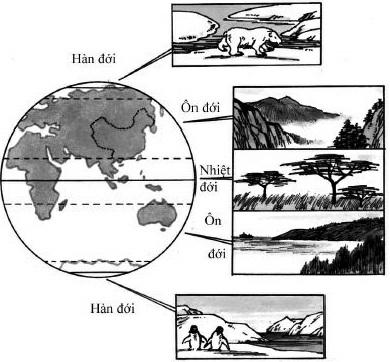 Hàn đới
Ôn đới
Nhiệt
đới
Ôn
đới
Hàn đới